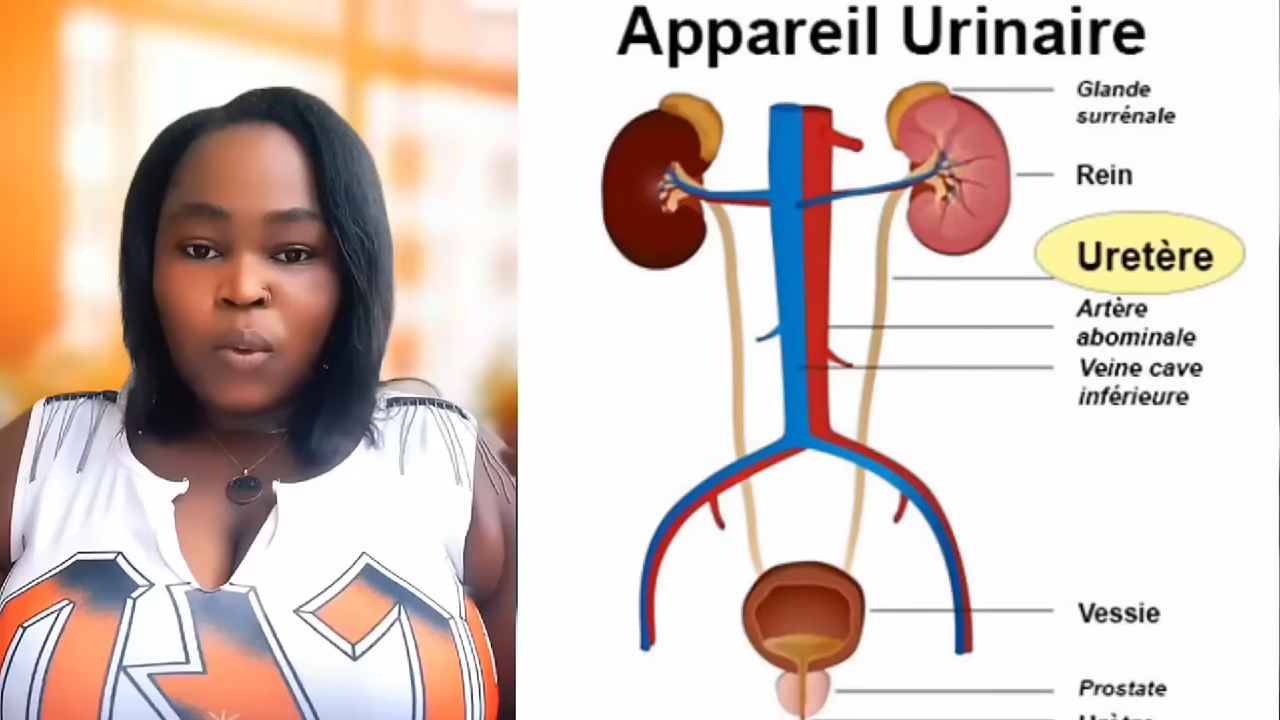 Appareil Urinaire
Glande
surrénale
Rein
Uretère
Artère
abominale
Veine cave
inférieure
Vessie
Prostate